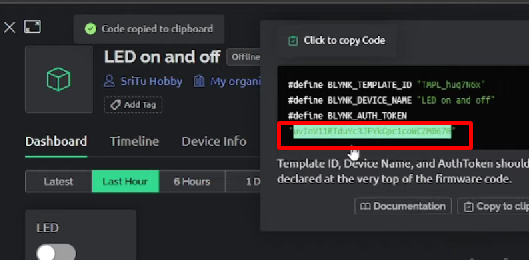 Code copied to clipboard
Click to copy Code
LED on and off
Offline
SriTu Hobby
My organi
Add Tag
#define BLYNK_TEMPLATE_ID "TMPL_huq7N6x"
#define BLYNK_DEVICE_NAME "LED on and off"
#define BLYNK_AUTH_TOKEN
Dashboard
Timeline
Device Info
Template ID, Device Name, and AuthToken shoul
declared at the very top of the firmware code.
Latest
Last Hour
6 Hours
1 D
Documentation
Copy to clip
LED